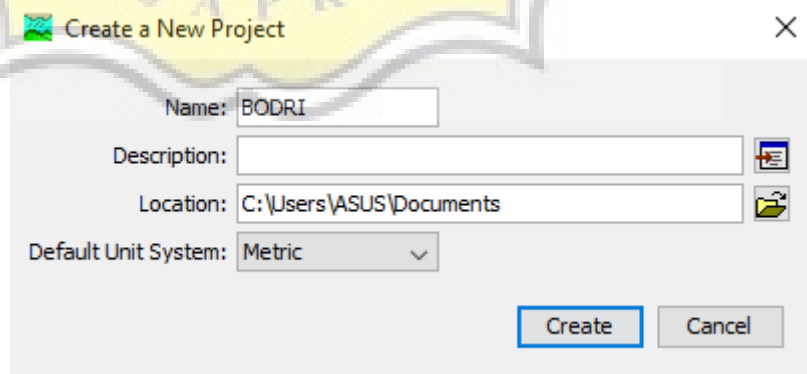 Create a New Project
Name: BODRI
Description:
Location: C:\Users\ASUS\Documents
Default Unit System: Metric
Create Cancel